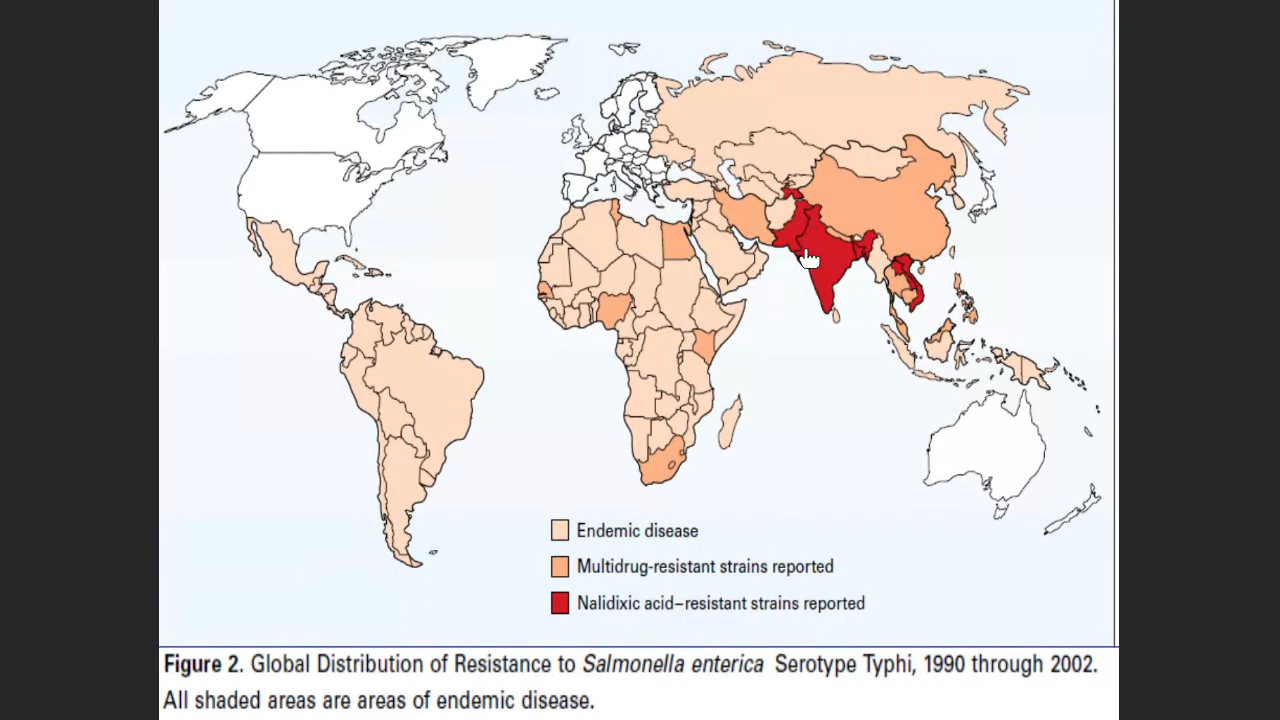 Endemic disease
Multidrug-resistant strains reported
Nalidixic acid–resistant strains reported
Figure 2. Global Distribution of Resistance to Salmonella enterica Serotype Typhi, 1990 through 2002.
All shaded areas are areas of endemic disease.